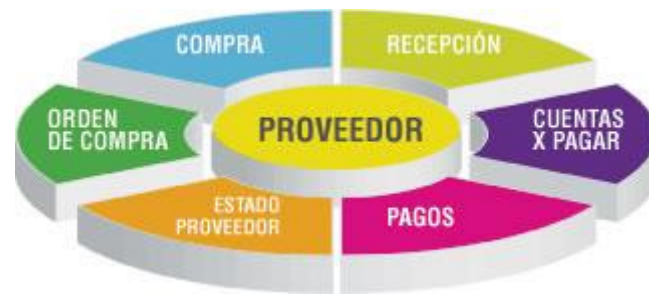 COMPRA
RECEPCIÓN
ORDEN
DE COMPRA
PROVEEDOR
CUENTAS
X PAGAR
ESTADO
PROVEEDOR
PAGOS